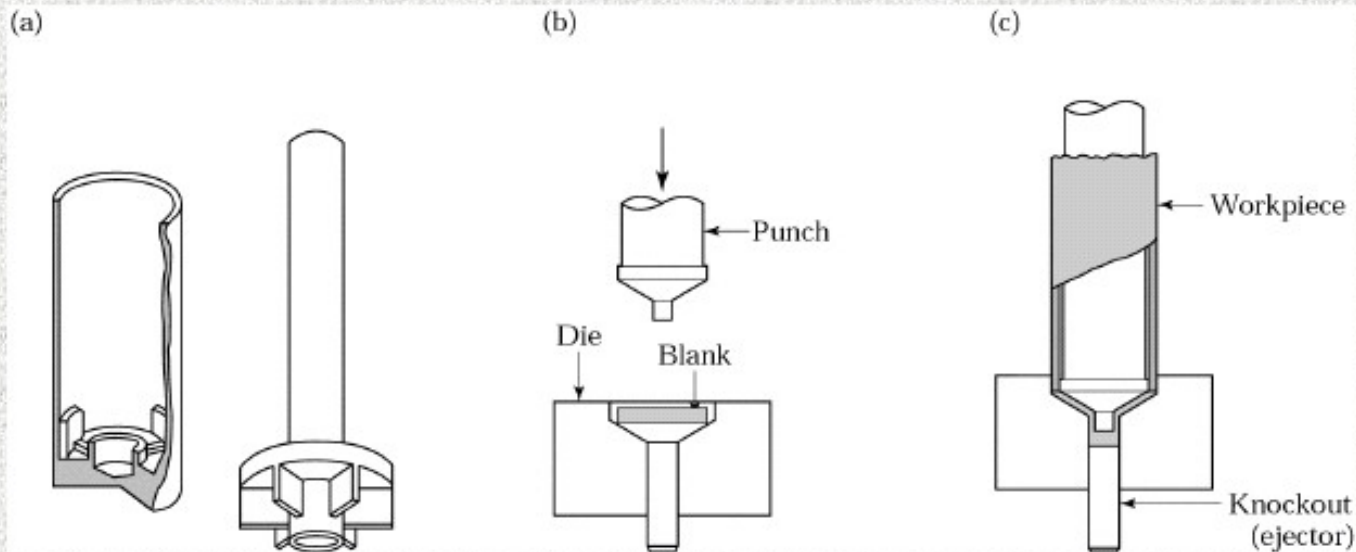 (a)
(b)
(c)
Punch
Die
Blank
Workpiece
Knockout
(ejector)